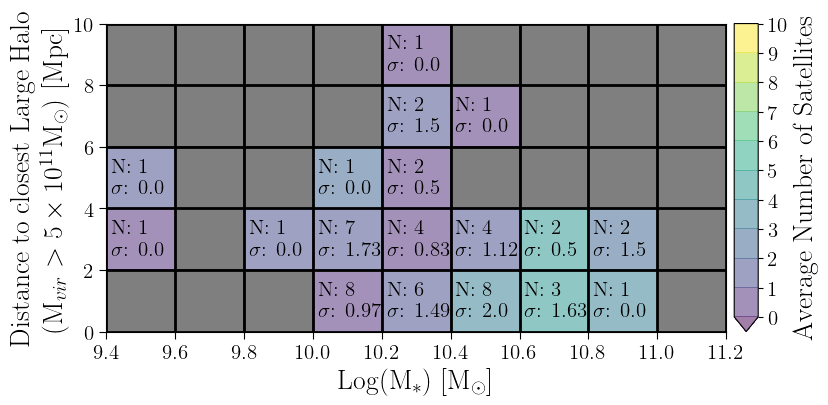 Distance to closest Large Halo
(M_{vir} > 5 × 10^{11}M_⊙) [Mpc]
10
8
6
4
2
0
N: 1
σ: 0.0
N: 2
σ: 1.5
N: 1
σ: 0.0
N: 1
σ: 0.0
N: 1
σ: 0.0
N: 2
σ: 0.5
N: 1
σ: 0.0
N: 1
σ: 0.0
N: 7
σ: 1.73
N: 4
σ: 0.83
N: 4
σ: 1.12
N: 2
σ: 0.5
N: 2
σ: 1.5
N: 8
σ: 0.97
N: 6
σ: 1.49
N: 8
σ: 2.0
N: 3
σ: 1.63
N: 1
σ: 0.0
9.4 9.6 9.8 10.0 10.2 10.4 10.6 10.8 11.0 11.2
Log(M_*) [M_⊙]
10
9
8
7
6
5
4
3
2
1
0
Average Number of Satellites